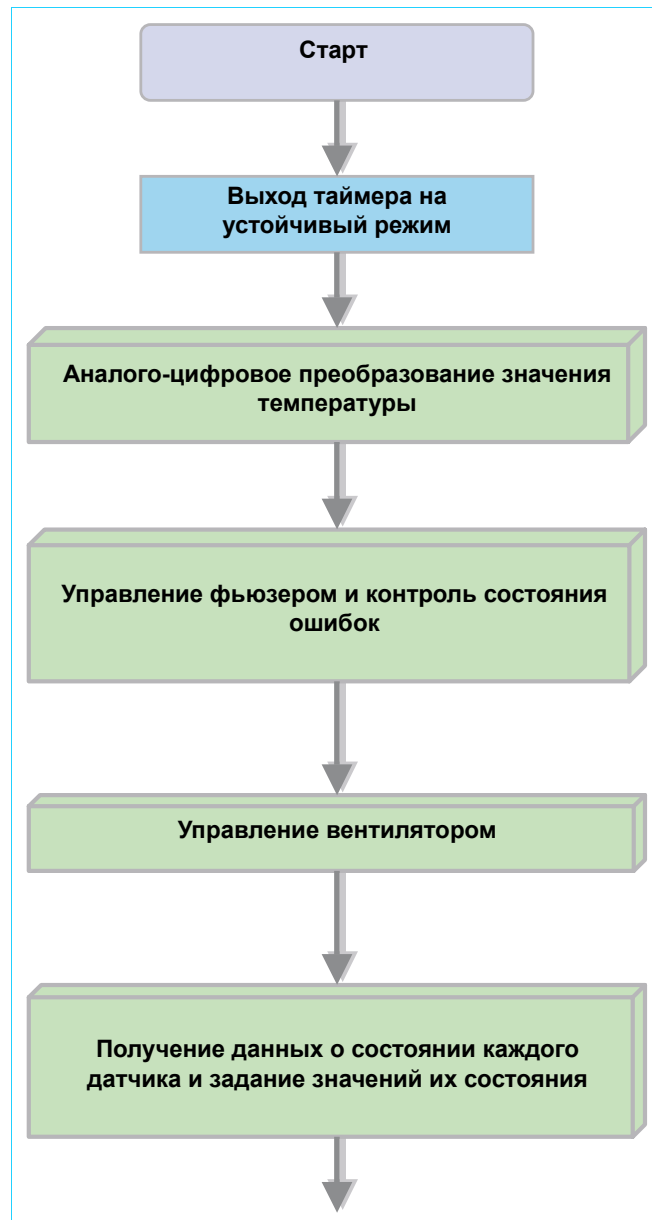 Старт
Выход таймера на
устойчивый режим
Аналого-цифровое преобразование значения
температуры
Управление фьюзером и контроль состояния
ошибок
Управление вентилятором
Получение данных о состоянии каждого
датчика и задание значений их состояния